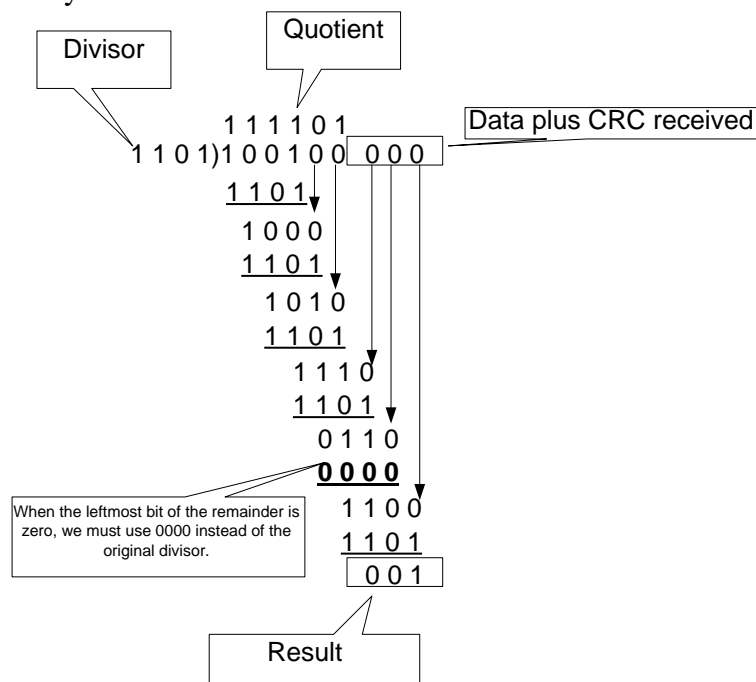 Quotient
Divisor
Data plus CRC received
1 1 1 1 0 1
1 1 0 1 ) 1 0 0 1 0 0 0 0 0
1 1 0 1
1 0 0 0
1 1 0 1
1 0 1 0
1 1 0 1
1 1 1 0
1 1 0 1
0 1 1 0
0 0 0 0
When the leftmost bit of the remainder is
zero, we must use 0000 instead of the
original divisor.
1 1 0 0
1 1 0 1
0 0 1
Result